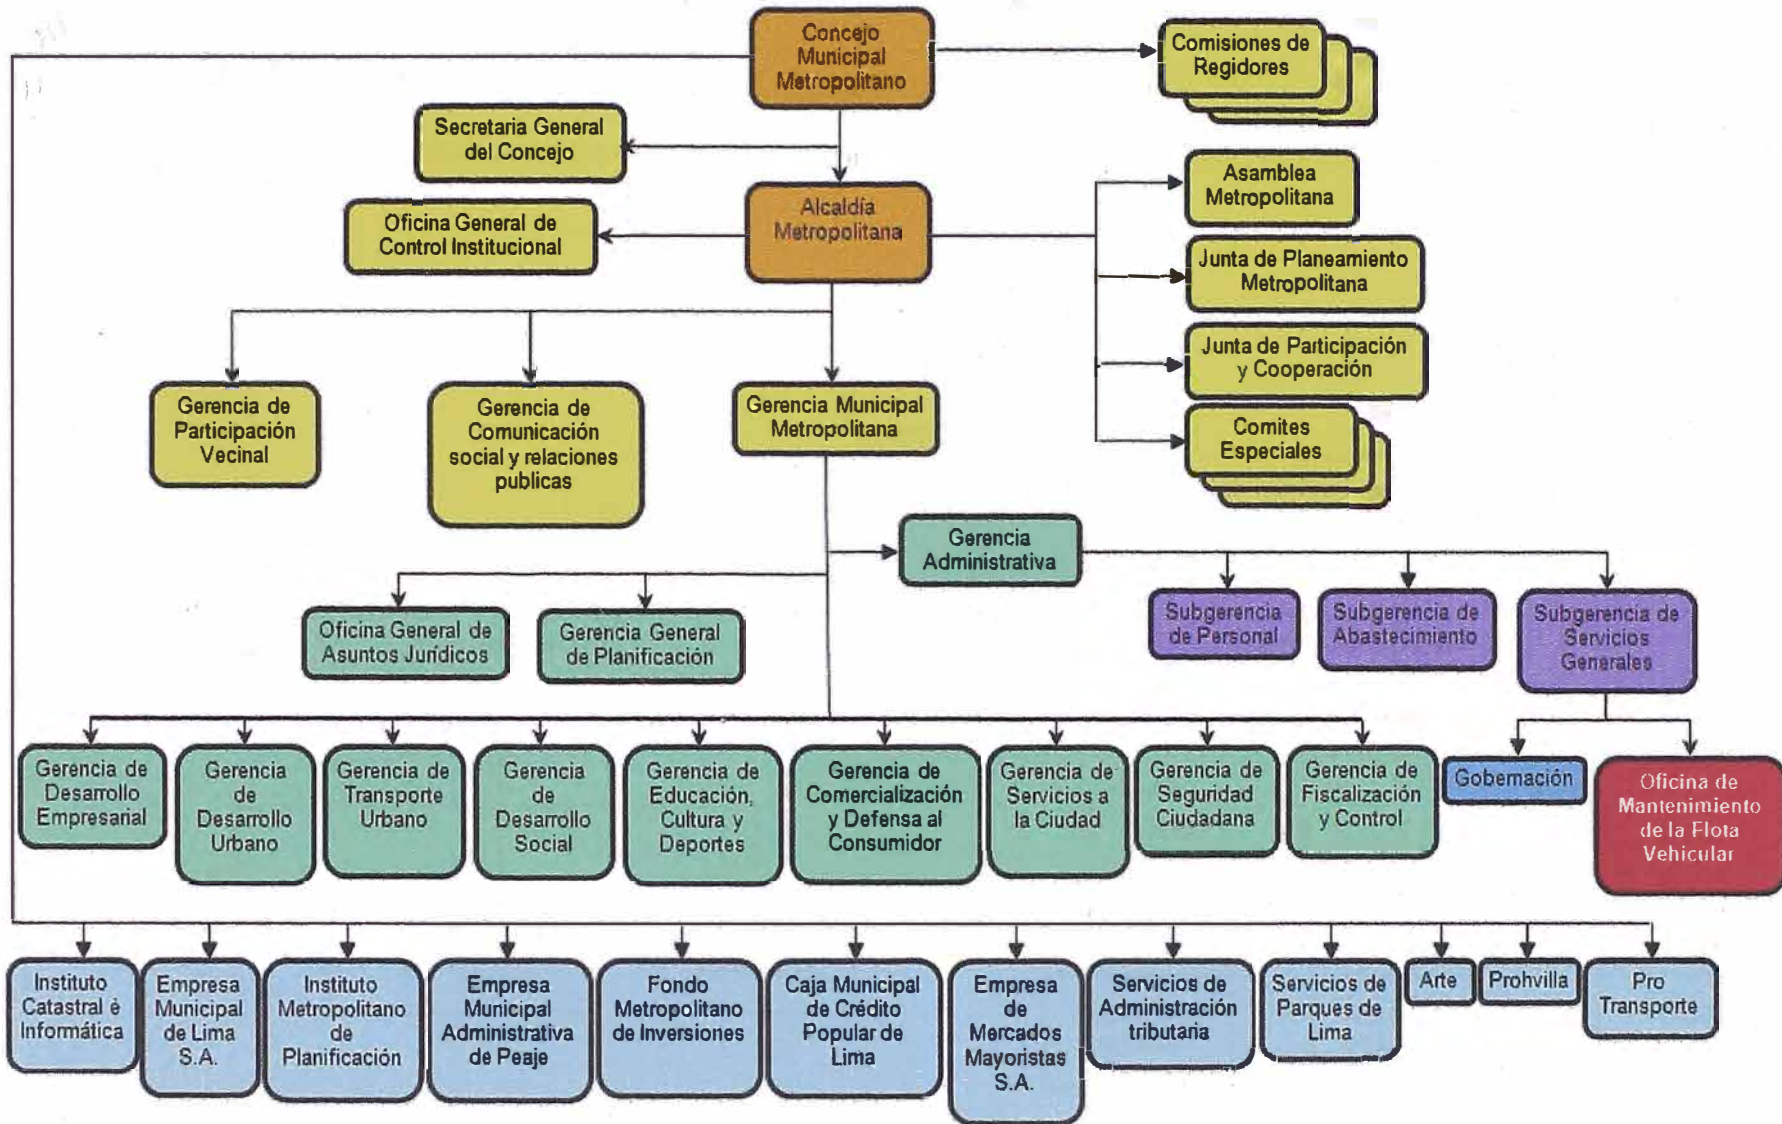 Concejo
Municipal
Metropolitano
Comisiones de
Regidores
Secretaria General
del Concejo
Alcaldía
Metropolitana
Oficina General de
Control Institucional
Asamblea
Metropolitana
Junta de Planeamiento
Metropolitana
Junta de Participación
y Cooperación
Comites
Especiales
Gerencia de
Participación
Vecinal
Gerencia de
Comunicación
social y relaciones
publicas
Gerencia Municipal
Metropolitana
Gerencia
Administrativa
Oficina General de
Asuntos Jurídicos
Gerencia General
de Planificación
Subgerencia
de Personal
Subgerencia de
Abastecimiento
Subgerencia de
Servicios
Generales
Gerencia de
Desarrollo
Empresarial
Gerencia
de
Desarrollo
Urbano
Gerencia de
Transporte
Urbano
Gerencia
de
Desarrollo
Social
Gerencia de
Educación,
Cultura y
Deportes
Gerencia de
Comercialización
y Defensa al
Consumidor
Gerencia de
Servicios a
la Ciudad
Gerencia de
Seguridad
Ciudadana
Gerencia de
Fiscalización
y Control
Gobernación
Oficina de
Mantenimiento
de la Flota
Vehicular
Instituto
Catastral é
Informática
Empresa
Municipal
de Lima
S.A.
Instituto
Metropolitano
de
Planificación
Empresa
Municipal
Administrativa
de Peaje
Fondo
Metropolitano
de Inversiones
Caja Municipal
de Crédito
Popular de
Lima
Empresa
de
Mercados
Mayoristas
S.A.
Servicios de
Administración
tributaria
Servicios de
Parques de
Lima
Arte
Prohvilla
Pro
Transporte